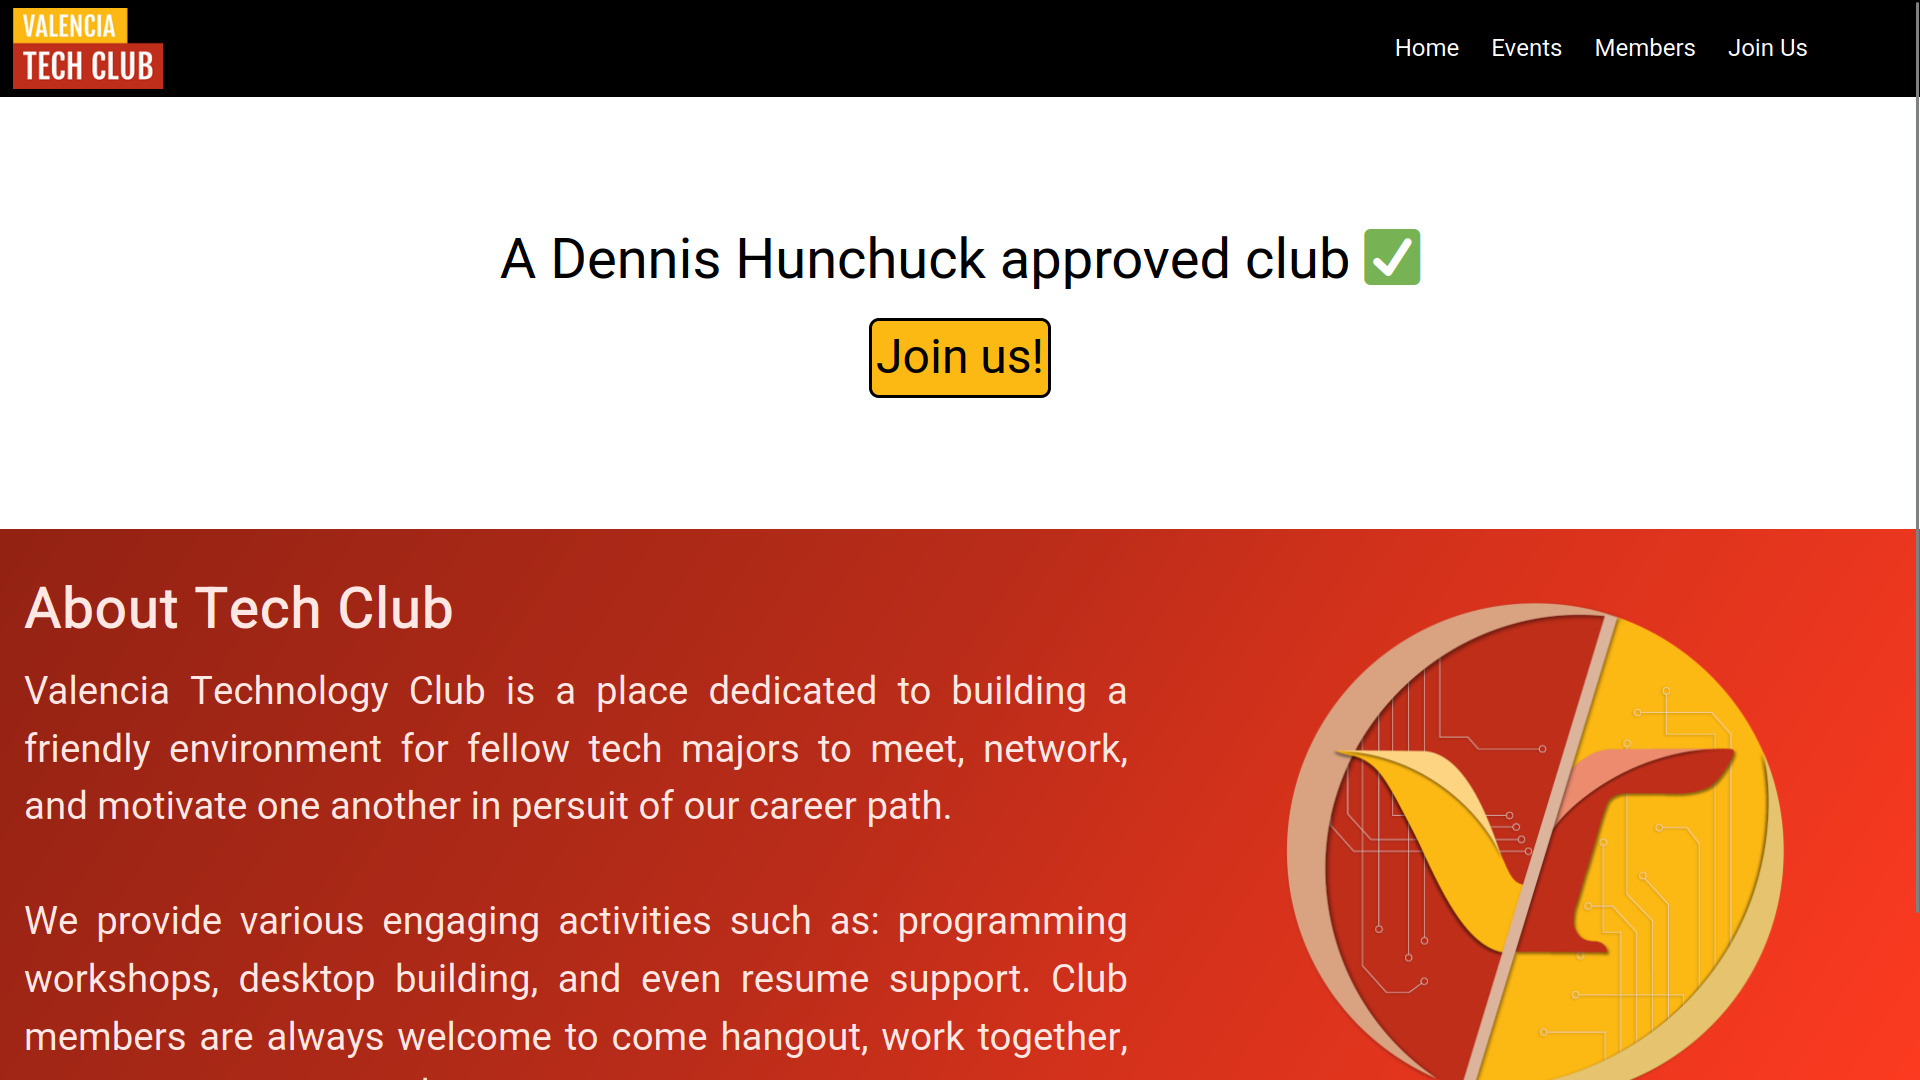 VALENCIA
TECH CLUB
Home Events Members Join Us
A Dennis Hunchuck approved club ✅
Join us!
About Tech Club
Valencia Technology Club is a place dedicated to building a
friendly environment for fellow tech majors to meet, network,
and motivate one another in persuit of our career path.
We provide various engaging activities such as: programming
workshops, desktop building, and even resume support. Club
members are always welcome to come hangout, work together,